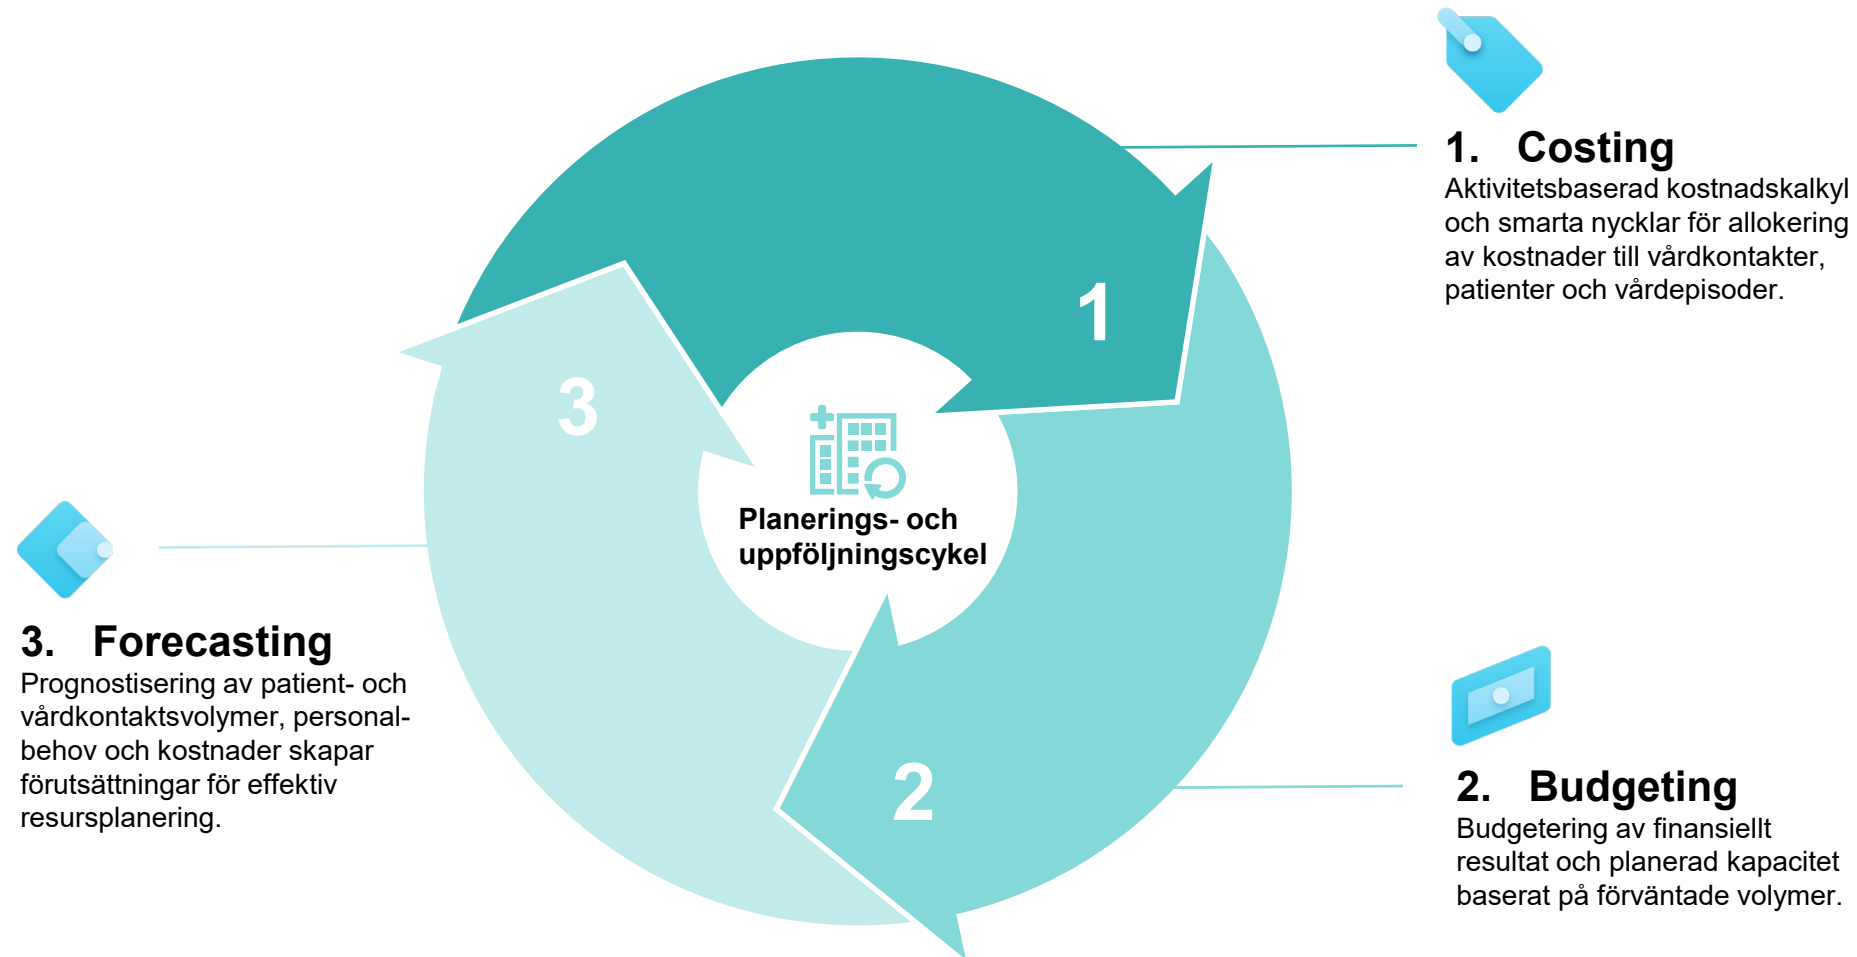 1. Costing
Aktivitetsbaserad kostnadskalkyl
och smarta nycklar för allokering
av kostnader till vårdkontakter,
patienter och vårdepisoder.
1
3
Planerings- och
uppföljningscykel
3. Forecasting
Prognostisering av patient- och
vårdkontaktsvolymer, personal-
behov och kostnader skapar
förutsättningar för effektiv
resursplanering.
2
2. Budgeting
Budgetering av finansiellt
resultat och planerad kapacitet
baserat på förväntade volymer.